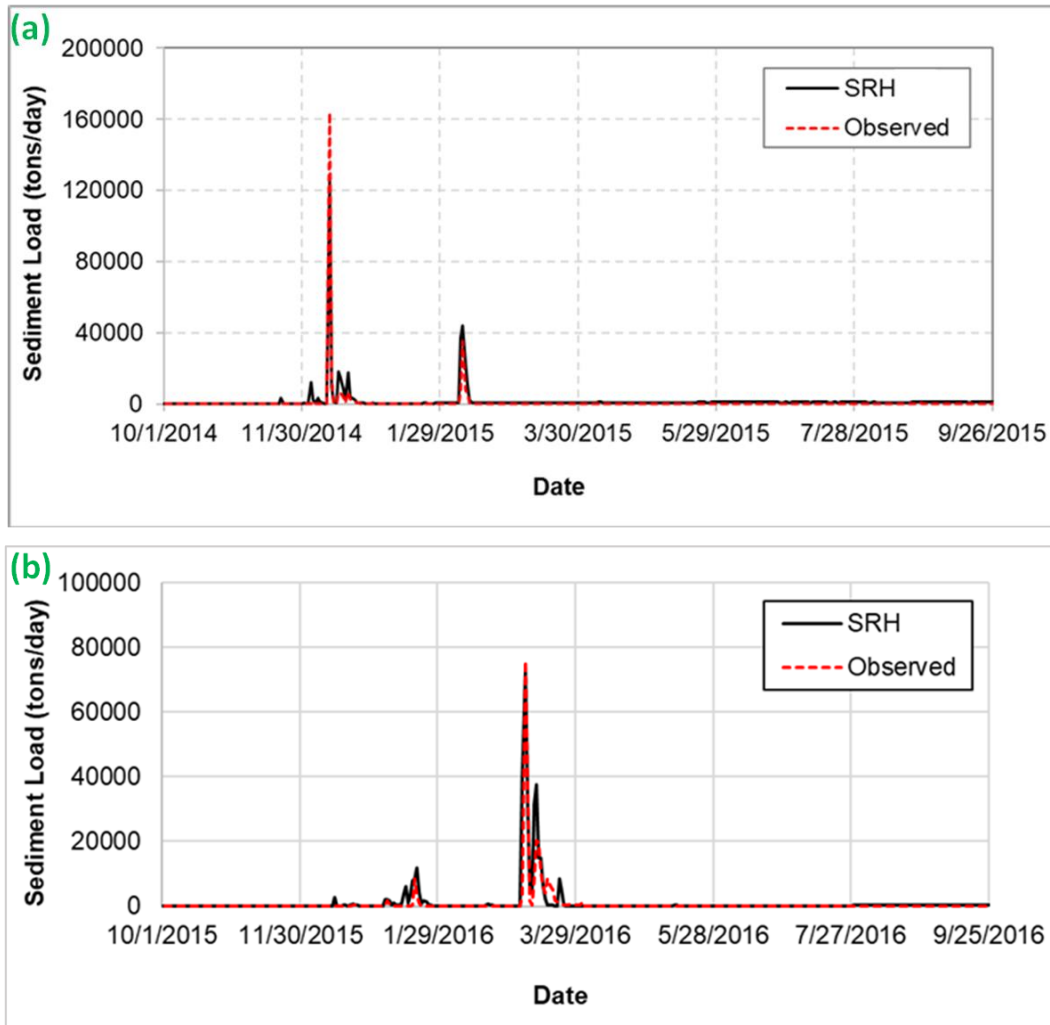 (a)
Sediment Load (tons/day)
200000
160000
120000
80000
40000
0
SRH
Observed
10/1/2014 11/30/2014 1/29/2015 3/30/2015 5/29/2015 7/28/2015 9/26/2015
Date
(b)
Sediment Load (tons/day)
100000
80000
60000
40000
20000
0
SRH
Observed
10/1/2015 11/30/2015 1/29/2016 3/29/2016 5/28/2016 7/27/2016 9/25/2016
Date